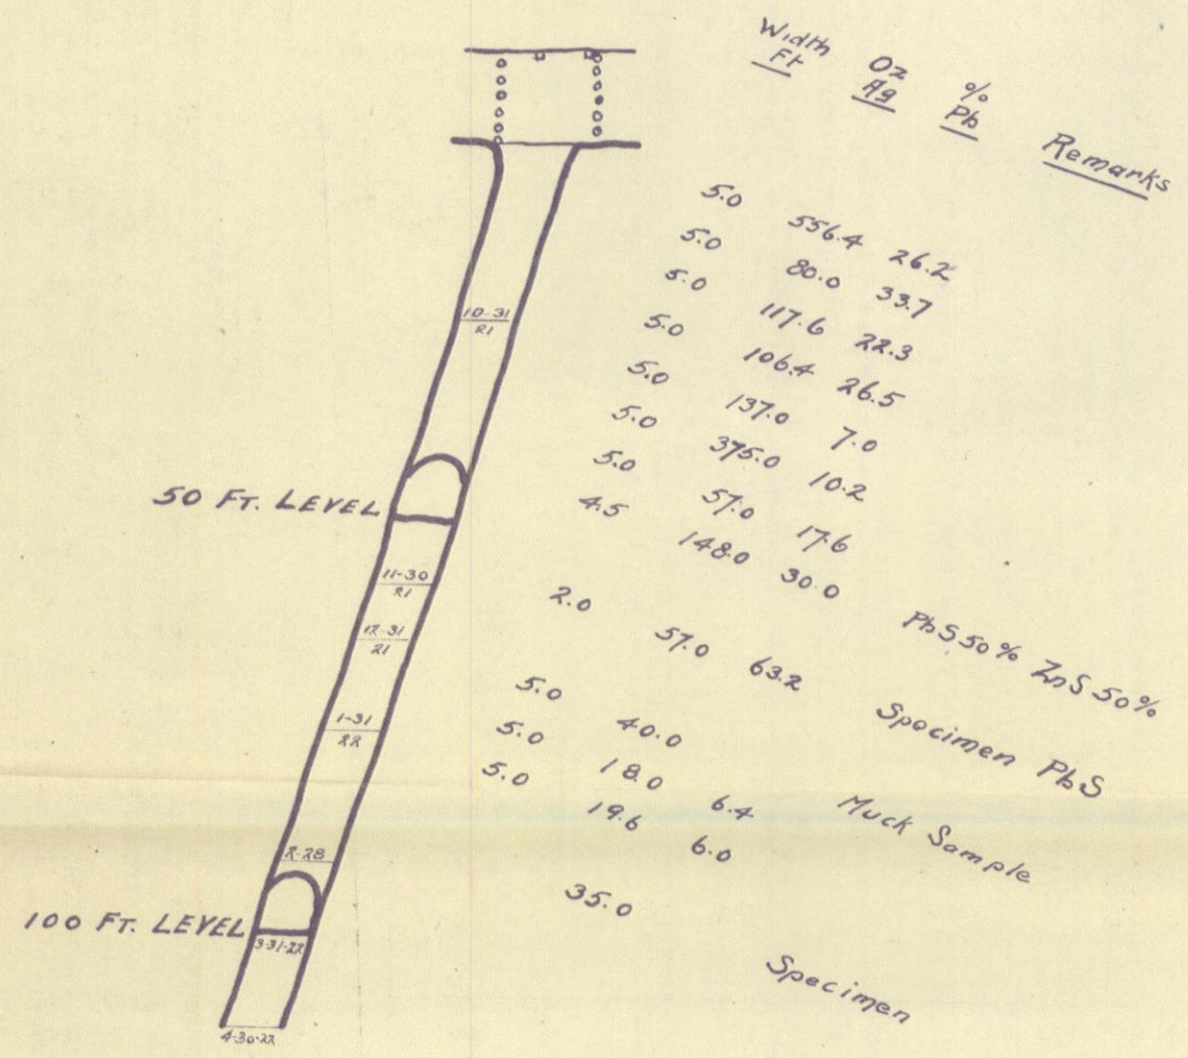 Width Ft Oz Ag % Pb Remarks
5.0 556.4 26.2
5.0 80.0 33.7
5.0 117.6 22.3
10-31
21
5.0 106.4 26.5
5.0 137.0 7.0
5.0 375.0 10.2
5.0 57.0 17.6
50 FT. LEVEL
4.5 148.0 30.0 PbS 50% ZnS 50%
11-30
21
2.0 57.0 63.2 Specimen PbS
12-31
21
5.0 40.0 Muck Sample
1-31
22
5.0 18.0 6.4
5.0 19.6 6.0
2-28
35.0 Specimen
100 FT. LEVEL
3-31-22
4-30-22